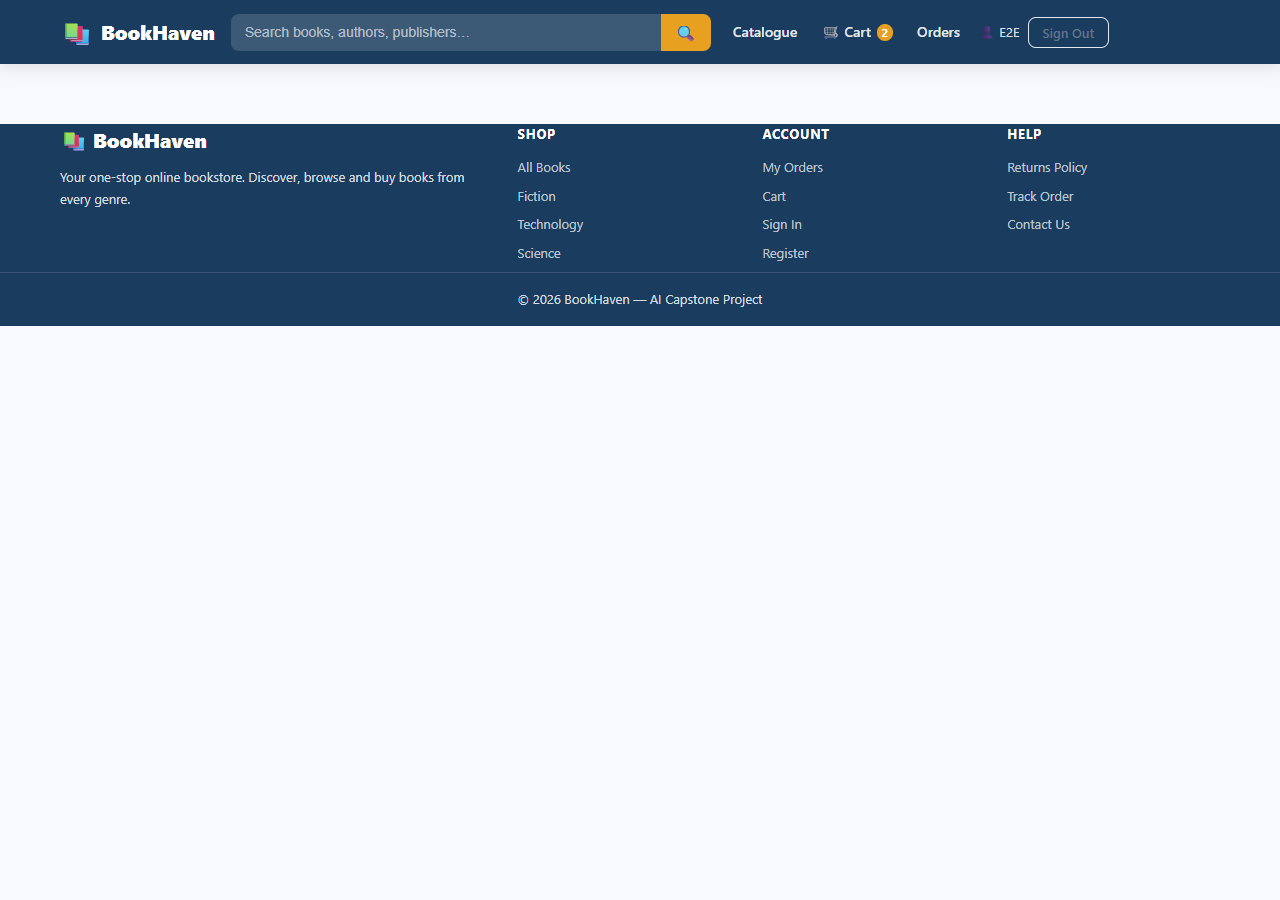 BookHaven
Search books, authors, publishers…
Catalogue
Cart 2
Orders
E2E
Sign Out
BookHaven
Your one-stop online bookstore. Discover, browse and buy books from
every genre.
SHOP
All Books
Fiction
Technology
Science
ACCOUNT
My Orders
Cart
Sign In
Register
HELP
Returns Policy
Track Order
Contact Us
© 2026 BookHaven — AI Capstone Project